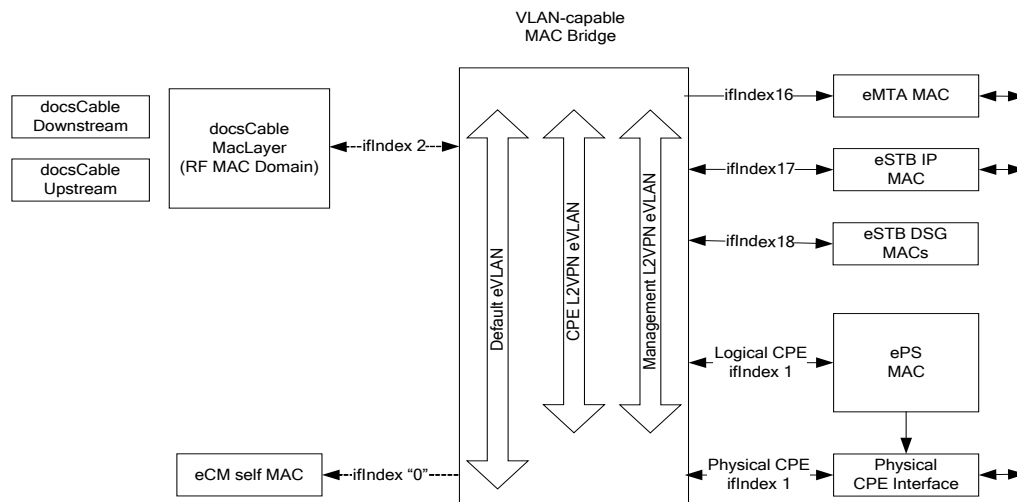 VLAN-capable
MAC Bridge
docsCable
Downstream
docsCable
Upstream
docsCable
MacLayer
(RF MAC Domain)
ifIndex 2
Default eVLAN
CPE L2VPN eVLAN
Management L2VPN eVLAN
ifIndex16
eMTA MAC
ifIndex17
eSTB IP
MAC
ifIndex18
eSTB DSG
MACs
Logical CPE
ifIndex 1
ePS
MAC
eCM self MAC
ifIndex “0”
Physical CPE
ifIndex 1
Physical
CPE Interface